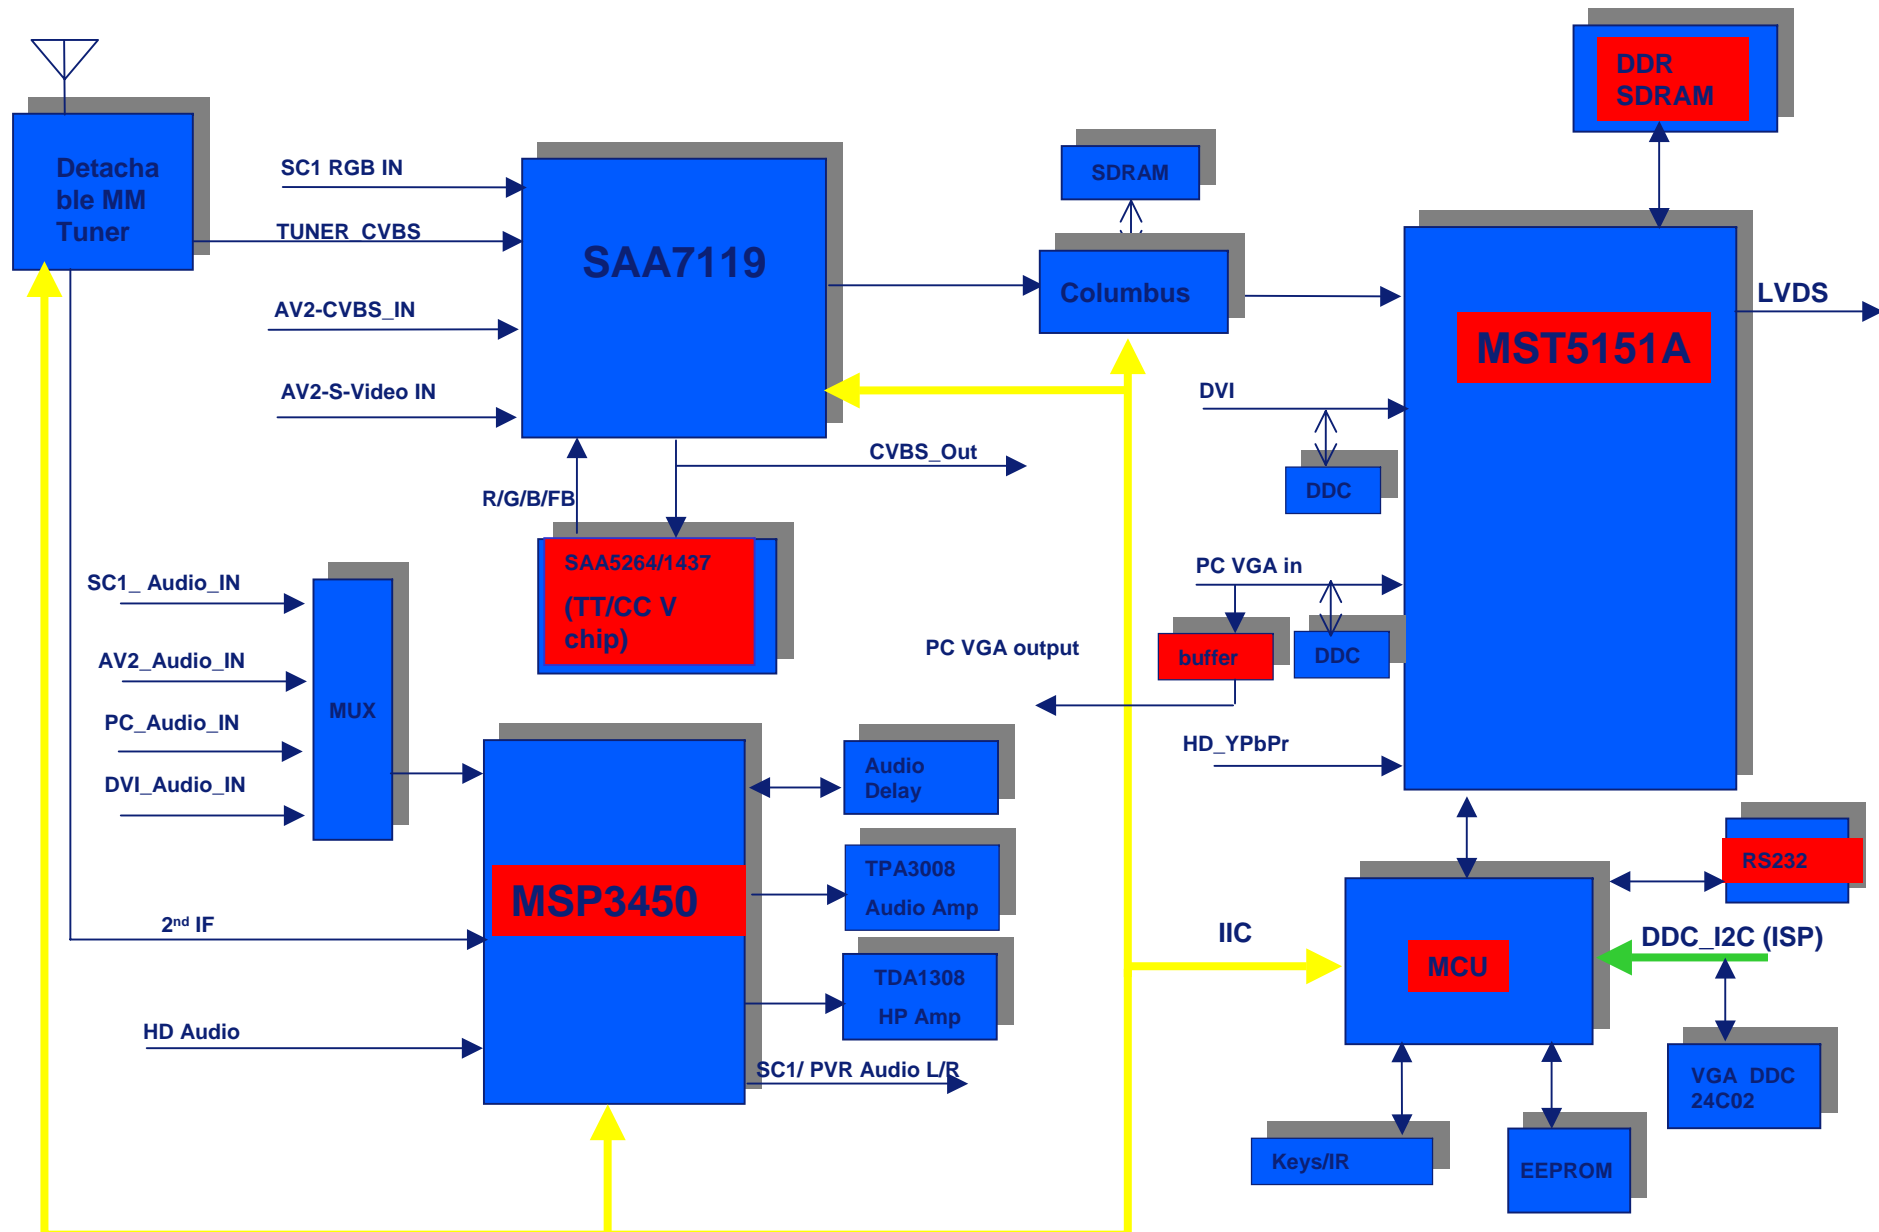 DDR
SDRAM
Detacha
ble MM
Tuner
SC1 RGB IN
TUNER_CVBS
AV2-CVBS_IN
AV2-S-Video IN
SAA7119
SDRAM
Columbus
MST5151A
LVDS
DVI
DDC
CVBS_Out
R/G/B/FB
SAA5264/1437
(TT/CC V
chip)
PC VGA in
PC VGA output
buffer
DDC
HD_YPbPr
SC1_ Audio_IN
AV2_Audio_IN
PC_Audio_IN
DVI_Audio_IN
MUX
Audio
Delay
TPA3008
Audio Amp
MSP3450
2nd IF
TDA1308
HP Amp
HD Audio
SC1/ PVR Audio L/R
RS232
IIC
MCU
DDC_I2C (ISP)
VGA DDC
24C02
Keys/IR
EEPROM